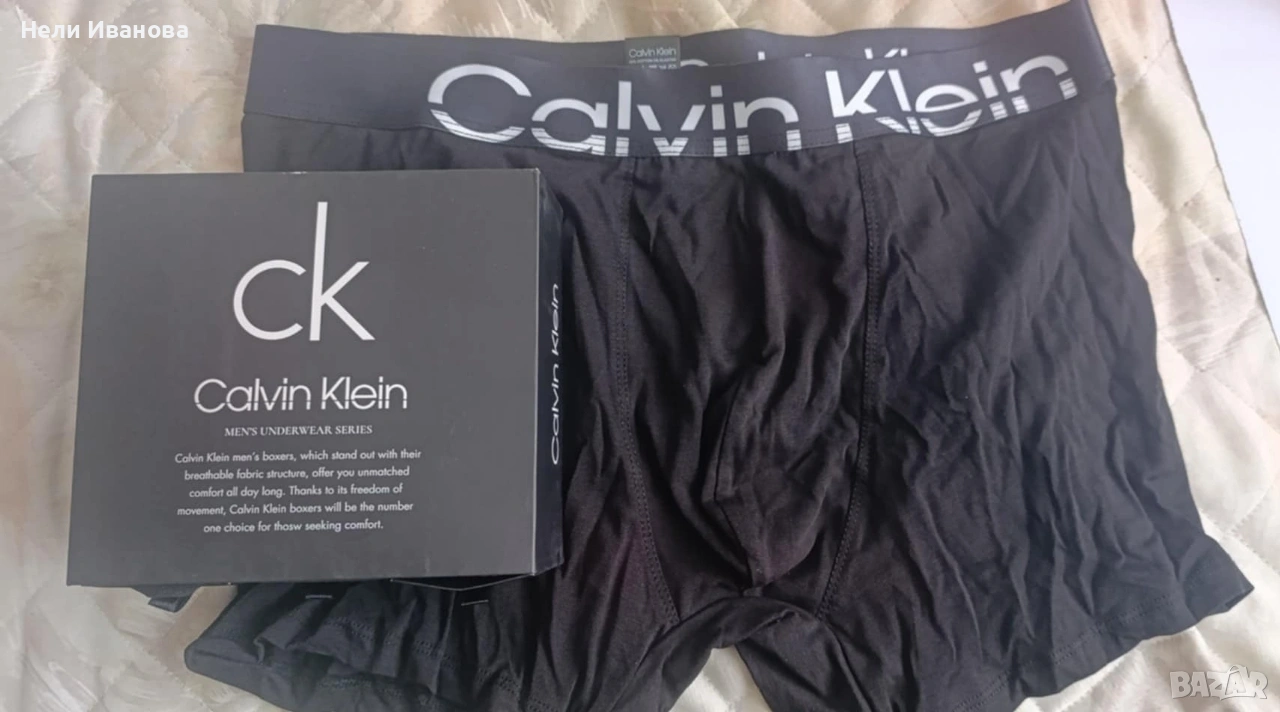 Нели Иванова
Calvin Klein
Calvin Klein
ck
Calvin Klein
MEN'S UNDERWEAR SERIES
Calvin Klein men's boxers, which stand out with their
breathable fabric structure, offer you unmatched
comfort all day long. Thanks to its freedom of
movement, Calvin Klein boxers will be the number
one choice for thosw seeking comfort.
Calvin Klein
BAZAR